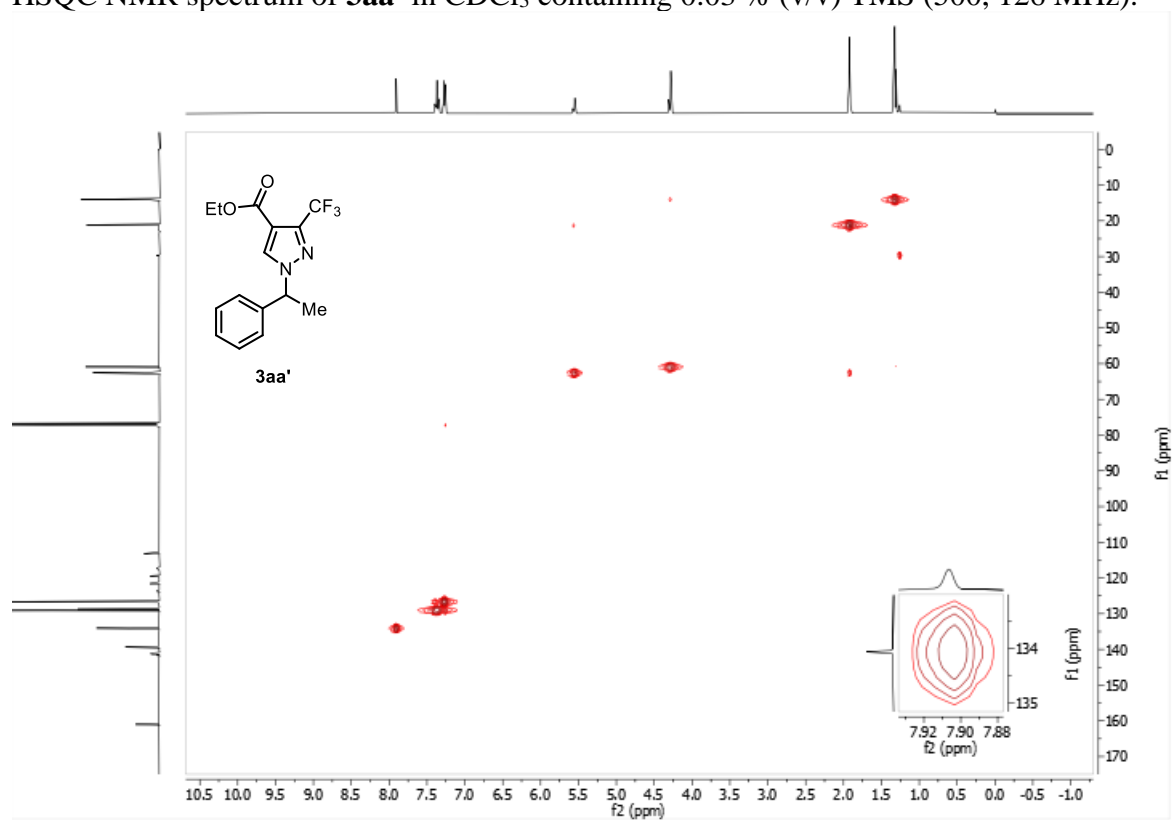 HSQC NMR spectrum of 3aa' in CDCl3 containing 0.03 % (v/v) TMS (500, 126 MHz).
O
EtO
CF3
N
N
Me
3aa'
0
10
20
30
40
50
60
70
80
90
100
110
120
130
140
150
160
170
f1 (ppm)
134
135
f1 (ppm)
7.92 7.90 7.88
f2 (ppm)
10.5 10.0 9.5 9.0 8.5 8.0 7.5 7.0 6.5 6.0 5.5 5.0 4.5 4.0 3.5 3.0 2.5 2.0 1.5 1.0 0.5 0.0 -0.5 -1.0
f2 (ppm)